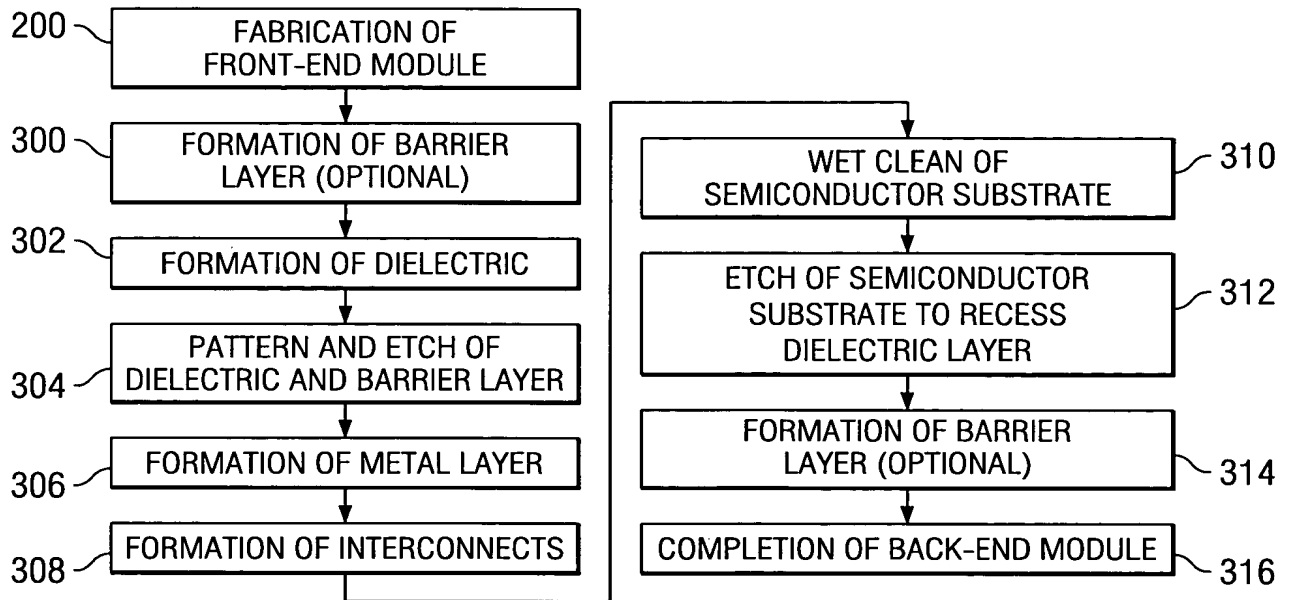 200
FABRICATION OF
FRONT-END MODULE
300
FORMATION OF BARRIER
LAYER (OPTIONAL)
302
FORMATION OF DIELECTRIC
304
PATTERN AND ETCH OF
DIELECTRIC AND BARRIER LAYER
306
FORMATION OF METAL LAYER
308
FORMATION OF INTERCONNECTS
WET CLEAN OF
SEMICONDUCTOR SUBSTRATE
310
ETCH OF SEMICONDUCTOR
SUBSTRATE TO RECESS
DIELECTRIC LAYER
312
FORMATION OF BARRIER
LAYER (OPTIONAL)
314
COMPLETION OF BACK-END MODULE
316